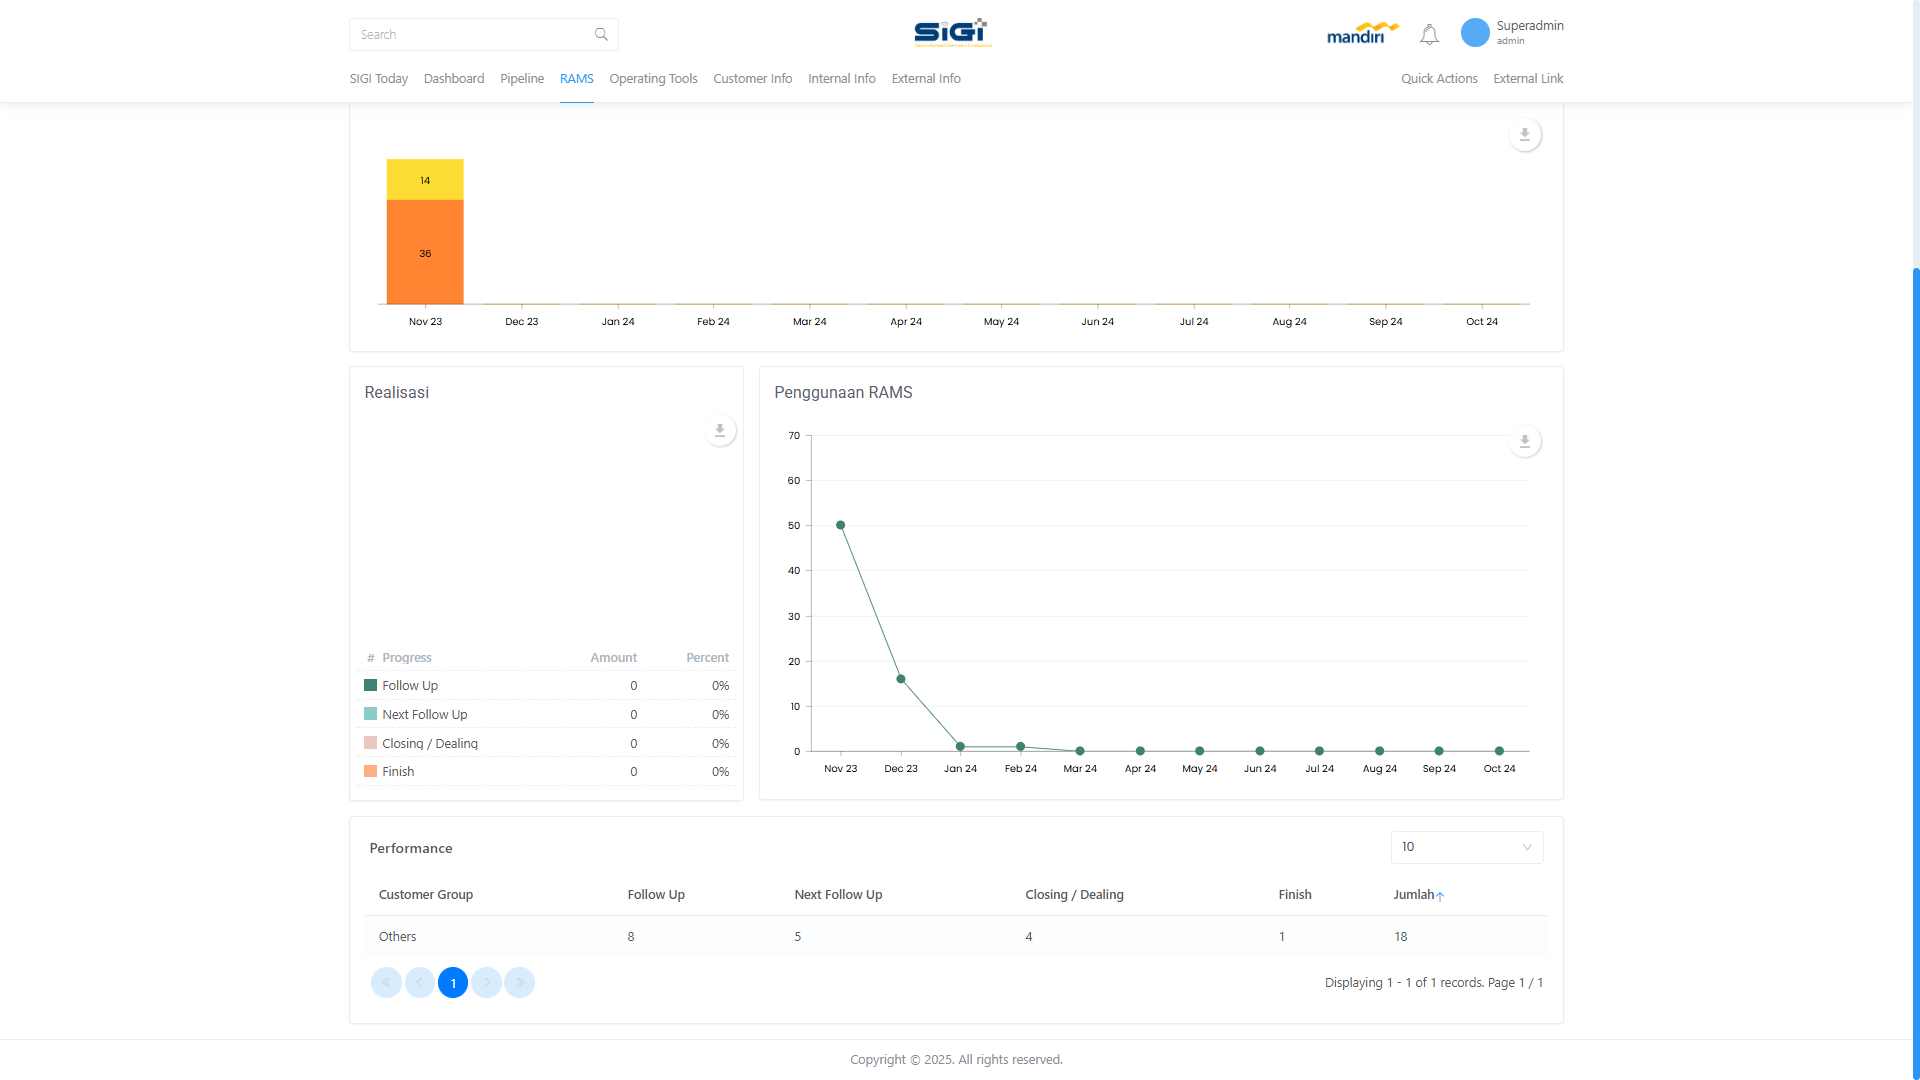 Search
SiGi
mandiri
Superadmin
admin
SIGI Today Dashboard Pipeline RAMS Operating Tools Customer Info Internal Info External Info Quick Actions External Link
14
36
Nov 23 Dec 23 Jan 24 Feb 24 Mar 24 Apr 24 May 24 Jun 24 Jul 24 Aug 24 Sep 24 Oct 24
Realisasi
# Progress Amount Percent
Follow Up 0 0%
Next Follow Up 0 0%
Closing / Dealing 0 0%
Finish 0 0%
Penggunaan RAMS
70
60
50
40
30
20
10
0
Nov 23 Dec 23 Jan 24 Feb 24 Mar 24 Apr 24 May 24 Jun 24 Jul 24 Aug 24 Sep 24 Oct 24
Performance
10
Customer Group Follow Up Next Follow Up Closing / Dealing Finish Jumlah
Others 8 5 4 1 18
1
Displaying 1 - 1 of 1 records. Page 1 / 1
Copyright © 2025. All rights reserved.